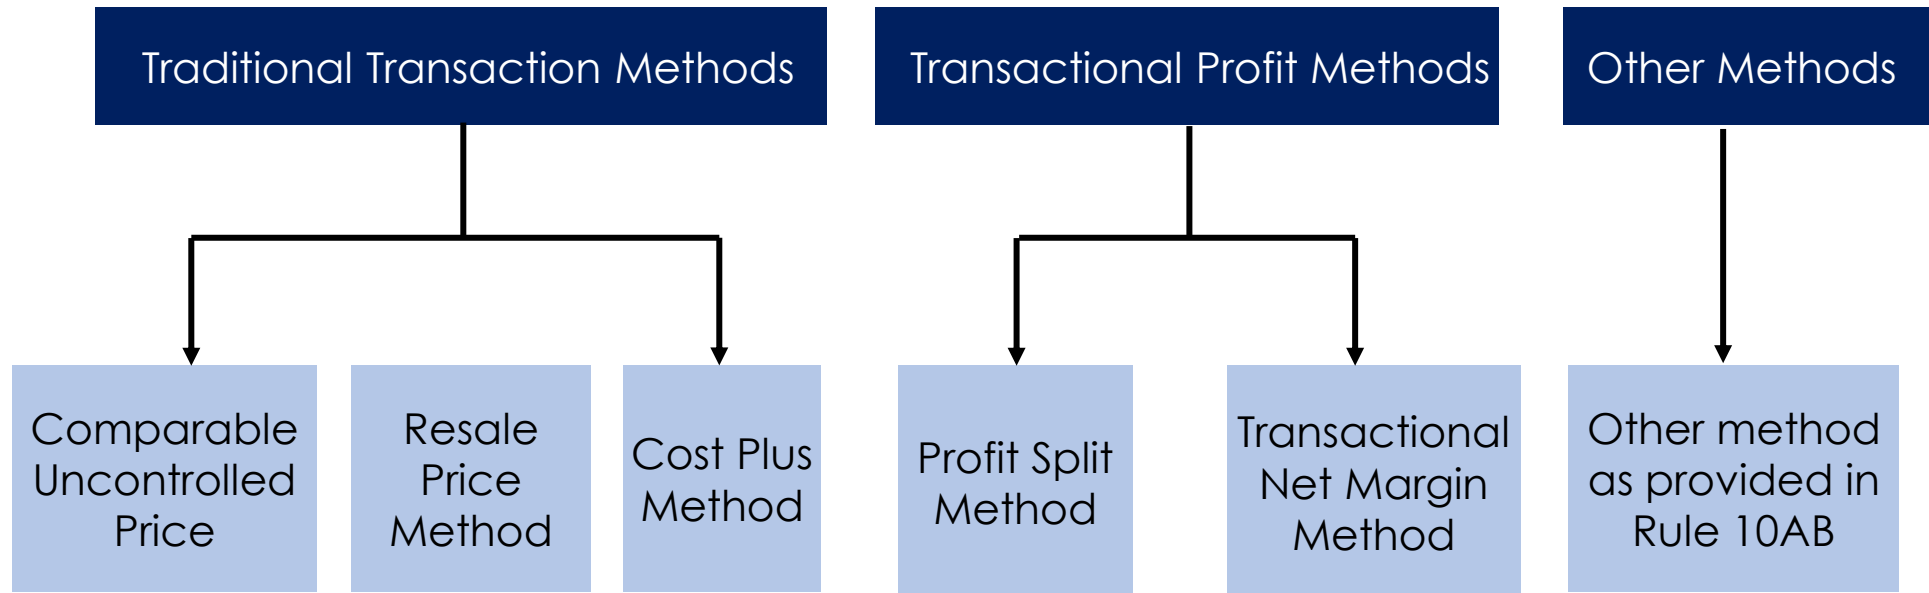 Traditional Transaction Methods
Transactional Profit Methods
Other Methods
Comparable
Uncontrolled
Price
Resale
Price
Method
Cost Plus
Method
Profit Split
Method
Transactional
Net Margin
Method
Other method
as provided in
Rule 10AB